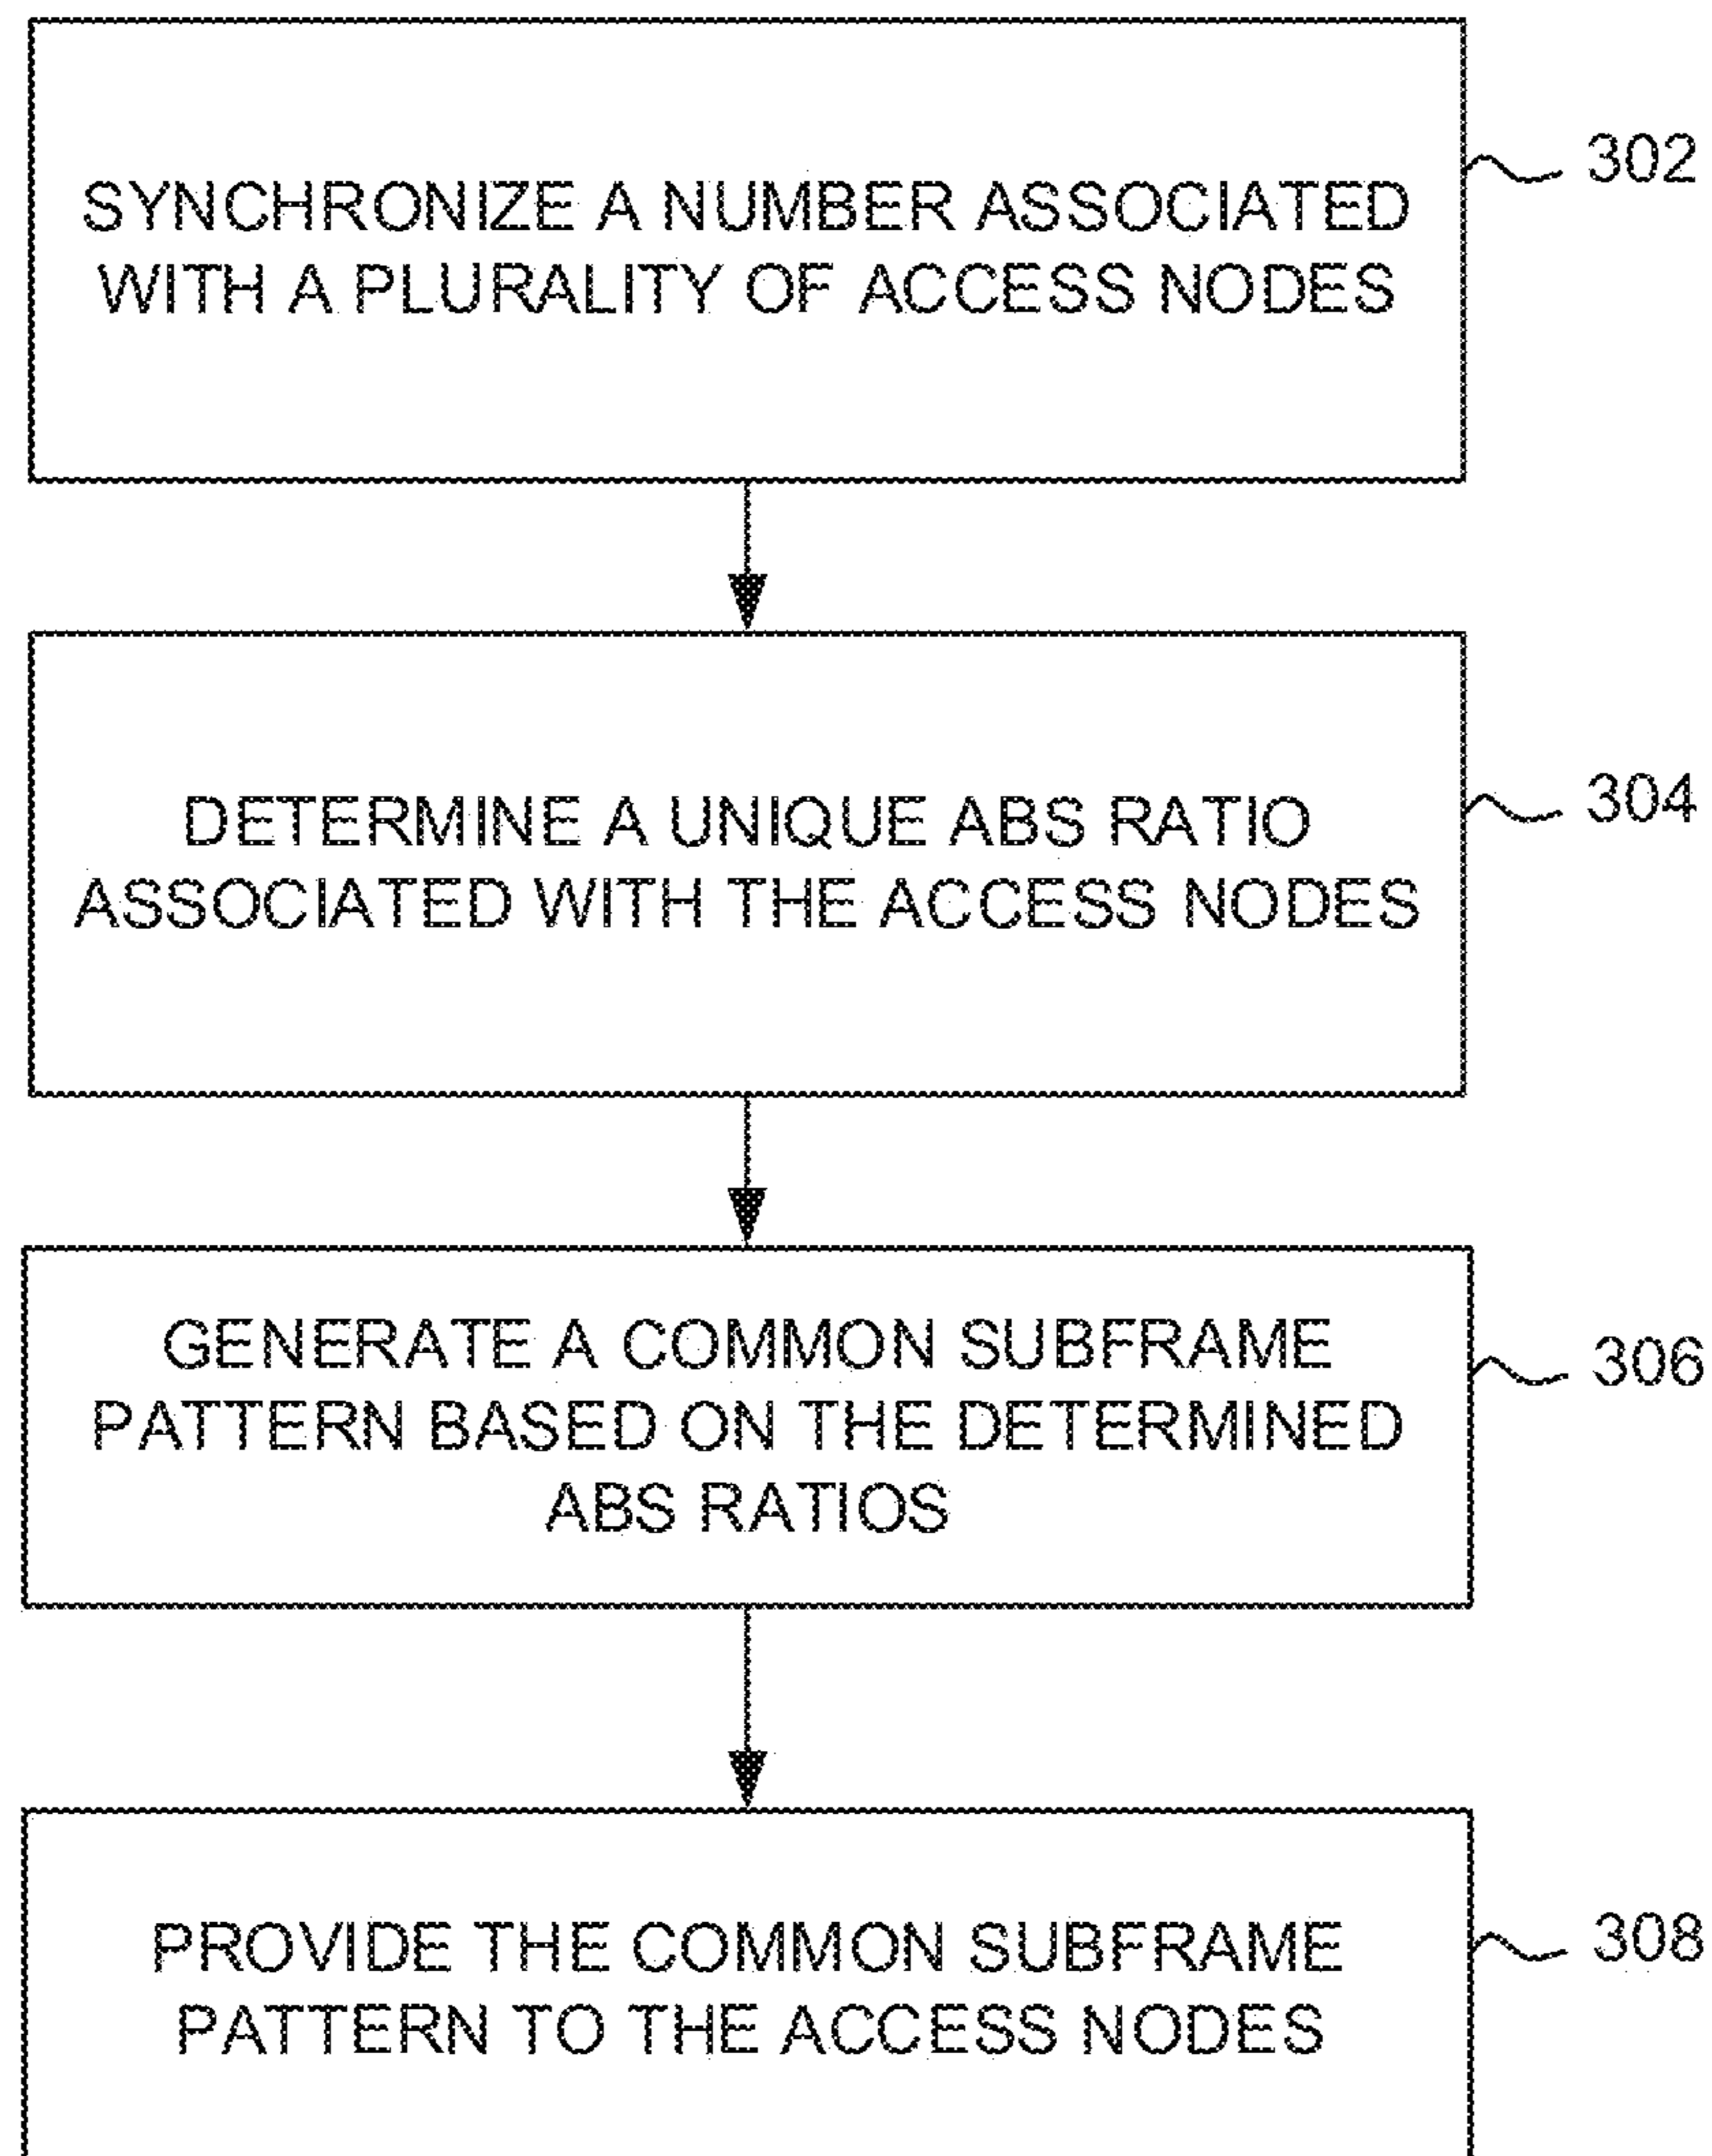 SYNCHRONIZE A NUMBER ASSOCIATED
WITH A PLURALITY OF ACCESS NODES
302
DETERMINE A UNIQUE ABS RATIO
ASSOCIATED WITH THE ACCESS NODES
304
GENERATE A COMMON SUBFRAME
PATTERN BASED ON THE DETERMINED
ABS RATIOS
306
PROVIDE THE COMMON SUBFRAME
PATTERN TO THE ACCESS NODES
308